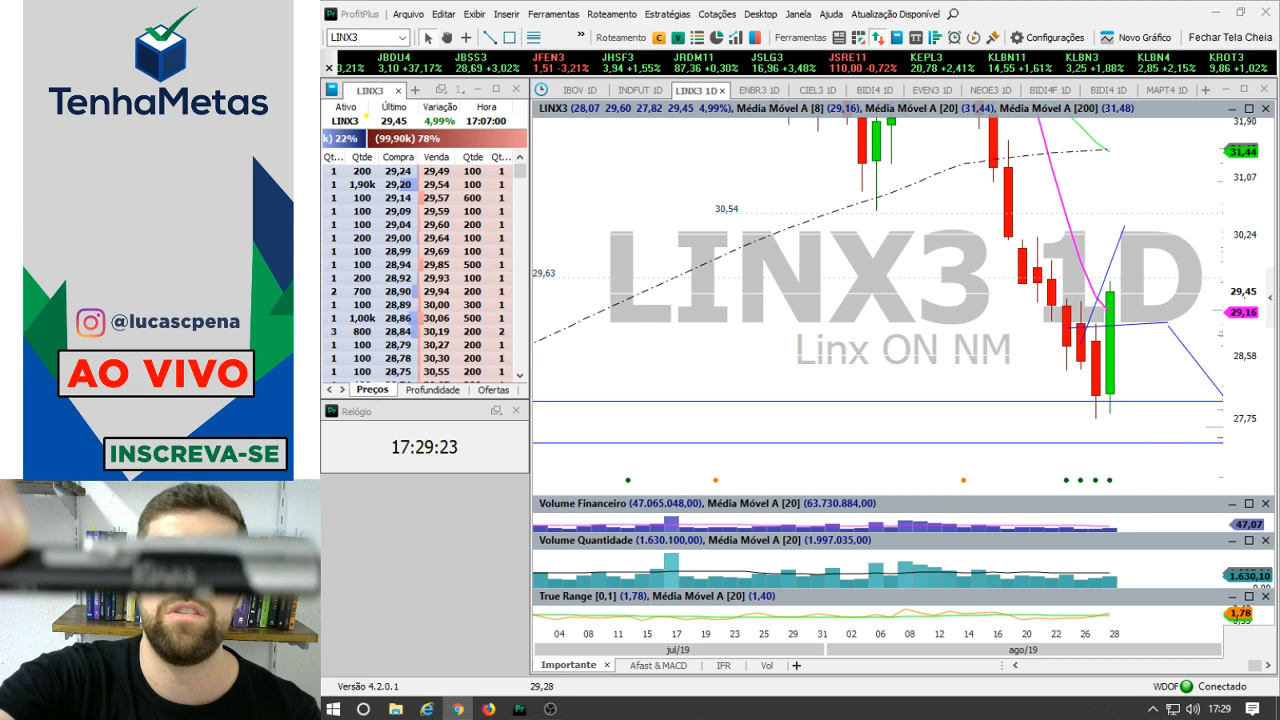 TenhaMetas
@lucascpena
AO VIVO
INSCREVA-SE
ProfitPlus
Arquivo Editar Exibir Inserir Ferramentas Roteamento Estratégias Cotações Desktop Janela Ajuda Atualização Disponível
LINX3
» Roteamento Ferramentas Configurações Novo Gráfico Fechar Tela Cheia
3,21% JBDU4 JBSS3 JFEN3 JHSF3 JRDM11 JSLG3 JSRE11 KEPL3 KLBN11 KLBN3 KLBN4 KROT3
3,10 +37,17% 28,69 +3,02% 1,51 -3,21% 3,94 +1,55% 87,36 +0,30% 16,96 +3,48% 110,00 -0,72% 20,78 +2,41% 14,55 +1,61% 3,25 +1,88% 2,85 +2,15% 9,86 +1,02%
LINX3
Ativo Último Variação Hora
LINX3 29,45 4,99% 17:07:00
k) 22% (99,90k) 78%
Qt... Qtde Compra Venda Qtde Qt...
1 200 29,24 29,49 100 1
1 1,90k 29,20 29,54 100 1
1 100 29,14 29,57 600 1
1 100 29,09 29,59 100 1
1 100 29,04 29,60 200 1
1 200 29,00 29,64 100 1
1 100 28,99 29,69 100 1
1 100 28,94 29,85 500 1
1 200 28,92 29,93 100 1
1 700 28,90 29,94 200 1
1 100 28,89 30,00 300 1
1 1,00k 28,86 30,06 500 1
3 800 28,84 30,19 200 2
1 100 28,79 30,27 200 1
1 100 28,78 30,30 200 1
1 100 28,75 30,55 200 1
Preços Profundidade Ofertas
Relógio
17:29:23
IBOV 1D INDFUT 1D LINX3 1D ENBR3 1D CIEL3 1D BIDI4 1D EVEN3 1D NEOE3 1D BIDI4F 1D BIDI4 1D MAPT4 1D
LINX3 (28,07, 29,60, 27,82, 29,45, 4,99%), Média Móvel A [8] (29,16), Média Móvel A [20] (31,44), Média Móvel A [200] (31,48)
LINX3 1D
Linx ON NM
30,54
29,63
31,90
31,44
31,07
30,24
29,45
29,16
28,58
27,75
Volume Financeiro (47.065.048,00), Média Móvel A [20] (63.730.884,00)
47,07
Volume Quantidade (1.630.100,00), Média Móvel A [20] (1.997.035,00)
1.630,10
True Range [0,1] (1,78), Média Móvel A [20] (1,40)
1,78
04 08 11 15 17 19 23 25 29 31 02 06 08 12 14 16 20 22 26 28
jul/19 ago/19
Importante Afast & MACD IFR Vol
Versão 4.2.0.1 29,28 WDOF Conectado
17:29